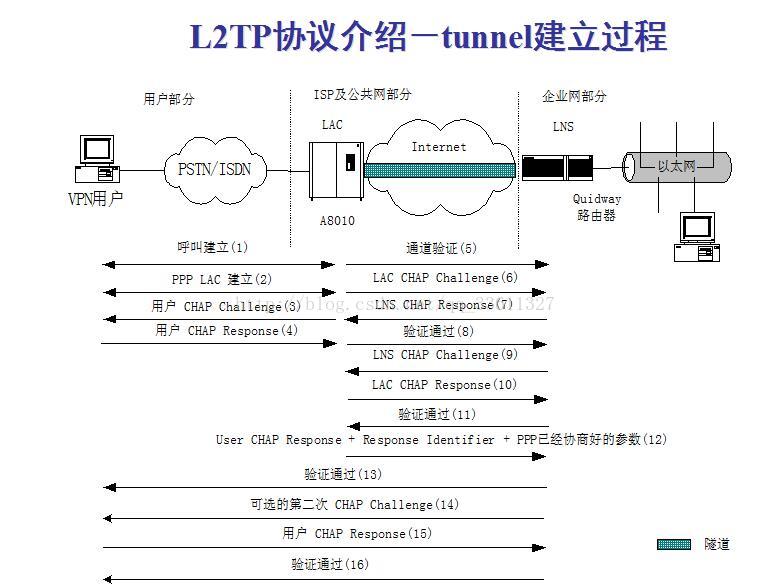 L2TP协议介绍－tunnel建立过程
用户部分
ISP及公共网部分
企业网部分
LAC
LNS
Internet
PSTN/ISDN
以太网
VPN用户
A8010
Quidway
路由器
呼叫建立(1)
通道验证(5)
PPP LAC 建立(2)
LAC CHAP Challenge(6)
用户 CHAP Challenge(3)
LNS CHAP Response(7)
用户 CHAP Response(4)
验证通过(8)
LNS CHAP Challenge(9)
LAC CHAP Response(10)
验证通过(11)
User CHAP Response + Response Identifier + PPP已经协商好的参数(12)
验证通过(13)
可选的第二次 CHAP Challenge(14)
用户 CHAP Response(15)
验证通过(16)
隧道